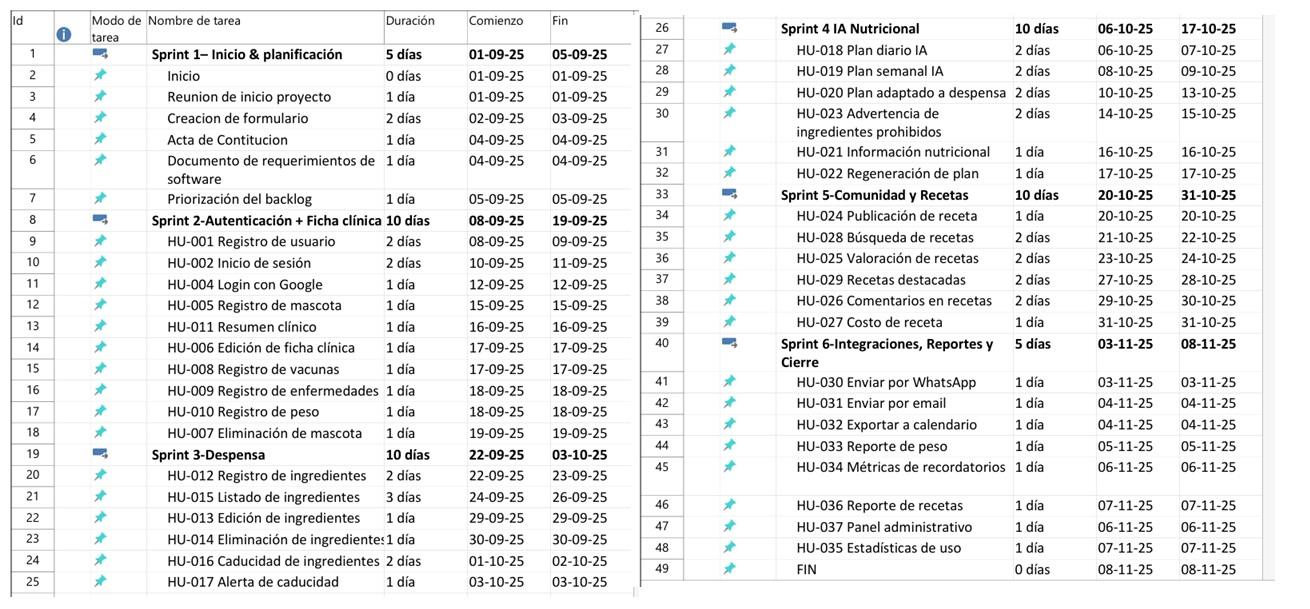 Id Modo de tarea Nombre de tarea Duración Comienzo Fin
1 Sprint 1– Inicio & planificación 5 días 01-09-25 05-09-25
2 Inicio 0 días 01-09-25 01-09-25
3 Reunion de inicio proyecto 1 día 01-09-25 01-09-25
4 Creacion de formulario 2 días 02-09-25 03-09-25
5 Acta de Contitucion 1 día 04-09-25 04-09-25
6 Documento de requerimientos de software 1 día 04-09-25 04-09-25
7 Priorización del backlog 1 día 05-09-25 05-09-25
8 Sprint 2-Autenticación + Ficha clínica 10 días 08-09-25 19-09-25
9 HU-001 Registro de usuario 2 días 08-09-25 09-09-25
10 HU-002 Inicio de sesión 2 días 10-09-25 11-09-25
11 HU-004 Login con Google 1 día 12-09-25 12-09-25
12 HU-005 Registro de mascota 1 día 15-09-25 15-09-25
13 HU-011 Resumen clínico 1 día 16-09-25 16-09-25
14 HU-006 Edición de ficha clínica 1 día 17-09-25 17-09-25
15 HU-008 Registro de vacunas 1 día 17-09-25 17-09-25
16 HU-009 Registro de enfermedades 1 día 18-09-25 18-09-25
17 HU-010 Registro de peso 1 día 18-09-25 18-09-25
18 HU-007 Eliminación de mascota 1 día 19-09-25 19-09-25
19 Sprint 3-Despensa 10 días 22-09-25 03-10-25
20 HU-012 Registro de ingredientes 2 días 22-09-25 23-09-25
21 HU-015 Listado de ingredientes 3 días 24-09-25 26-09-25
22 HU-013 Edición de ingredientes 1 día 29-09-25 29-09-25
23 HU-014 Eliminación de ingredientes 1 día 30-09-25 30-09-25
24 HU-016 Caducidad de ingredientes 2 días 01-10-25 02-10-25
25 HU-017 Alerta de caducidad 1 día 03-10-25 03-10-25
26 Sprint 4 IA Nutricional 10 días 06-10-25 17-10-25
27 HU-018 Plan diario IA 2 días 06-10-25 07-10-25
28 HU-019 Plan semanal IA 2 días 08-10-25 09-10-25
29 HU-020 Plan adaptado a despensa 2 días 10-10-25 13-10-25
30 HU-023 Advertencia de ingredientes prohibidos 2 días 14-10-25 15-10-25
31 HU-021 Información nutricional 1 día 16-10-25 16-10-25
32 HU-022 Regeneración de plan 1 día 17-10-25 17-10-25
33 Sprint 5-Comunidad y Recetas 10 días 20-10-25 31-10-25
34 HU-024 Publicación de receta 1 día 20-10-25 20-10-25
35 HU-028 Búsqueda de recetas 2 días 21-10-25 22-10-25
36 HU-025 Valoración de recetas 2 días 23-10-25 24-10-25
37 HU-029 Recetas destacadas 2 días 27-10-25 28-10-25
38 HU-026 Comentarios en recetas 2 días 29-10-25 30-10-25
39 HU-027 Costo de receta 1 día 31-10-25 31-10-25
40 Sprint 6-Integraciones, Reportes y Cierre 5 días 03-11-25 08-11-25
41 HU-030 Enviar por WhatsApp 1 día 03-11-25 03-11-25
42 HU-031 Enviar por email 1 día 04-11-25 04-11-25
43 HU-032 Exportar a calendario 1 día 04-11-25 04-11-25
44 HU-033 Reporte de peso 1 día 05-11-25 05-11-25
45 HU-034 Métricas de recordatorios 1 día 06-11-25 06-11-25
46 HU-036 Reporte de recetas 1 día 07-11-25 07-11-25
47 HU-037 Panel administrativo 1 día 06-11-25 06-11-25
48 HU-035 Estadísticas de uso 1 día 07-11-25 07-11-25
49 FIN 0 días 08-11-25 08-11-25